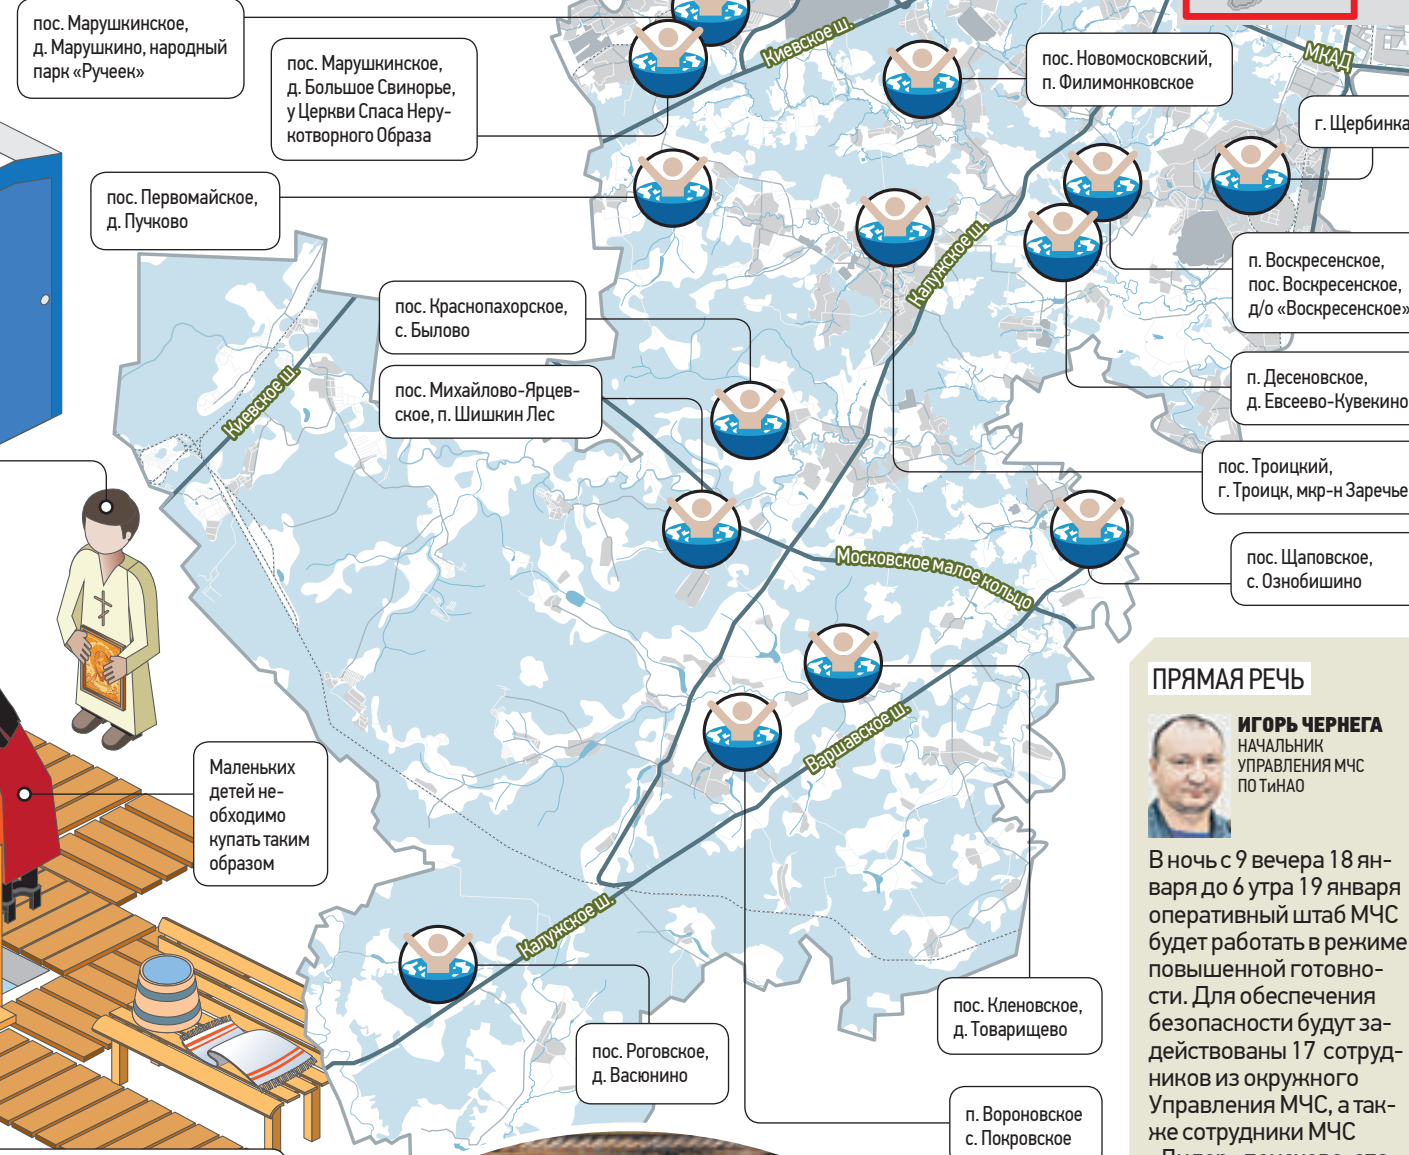 пос. Марушкинское,
д. Марушкино, народный
парк «Ручеек»
пос. Марушкинское,
д. Большое Свинорье,
у Церкви Спаса Неру-
котворного Образа
пос. Первомайское,
д. Пучково
пос. Краснопахорское,
с. Былово
пос. Михайлово-Ярцев-
ское, п. Шишкин Лес
Киевское ш.
Киевское ш.
МКАД
пос. Новомосковский,
п. Филимонковское
г. Щербинка
Калужское ш.
п. Воскресенское,
пос. Воскресенское,
д/о «Воскресенское»
п. Десеновское,
д. Евсеево-Кувекино
пос. Троицкий,
г. Троицк, мкр-н Заречье
пос. Щаповское,
с. Ознобишино
Московское малое кольцо
Варшавское ш.
Калужское ш.
Маленьких
детей не-
обходимо
купать таким
образом
пос. Роговское,
д. Васюнино
пос. Кленовское,
д. Товарищево
п. Вороновское
с. Покровское
ПРЯМАЯ РЕЧЬ
ИГОРЬ ЧЕРНЕГА
НАЧАЛЬНИК
УПРАВЛЕНИЯ МЧС
ПО ТиНАО
В ночь с 9 вечера 18 ян-
варя до 6 утра 19 января
оперативный штаб МЧС
будет работать в режиме
повышенной готовно-
сти. Для обеспечения
безопасности будут за-
действованы 17 сотруд-
ников из окружного
Управления МЧС, а так-
же сотрудники МЧС